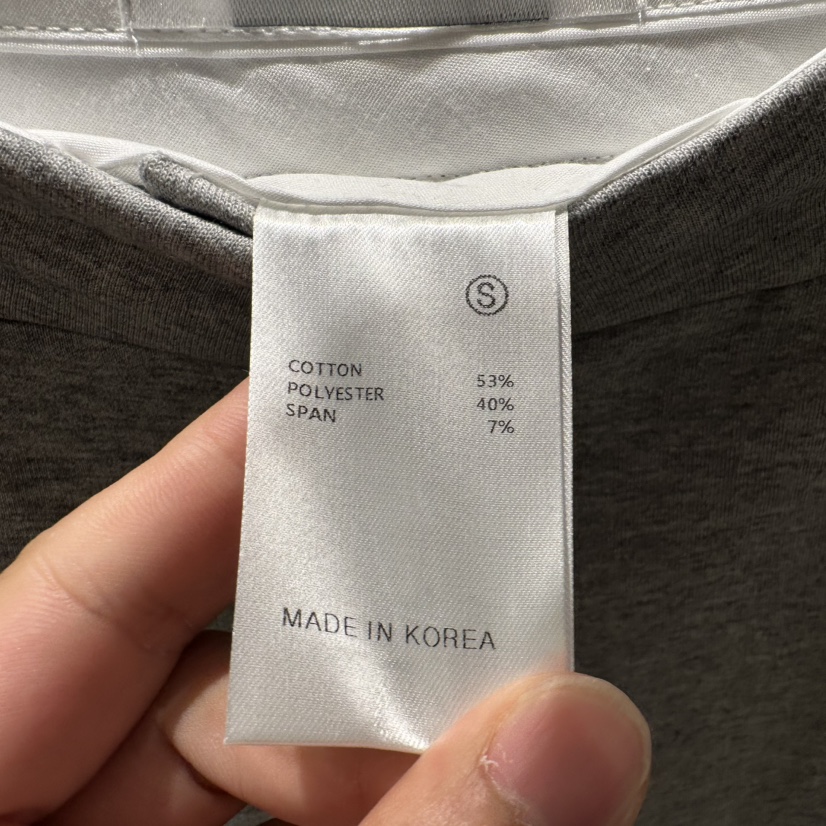 S
COTTON 53%
POLYESTER 40%
SPAN 7%
MADE IN KOREA